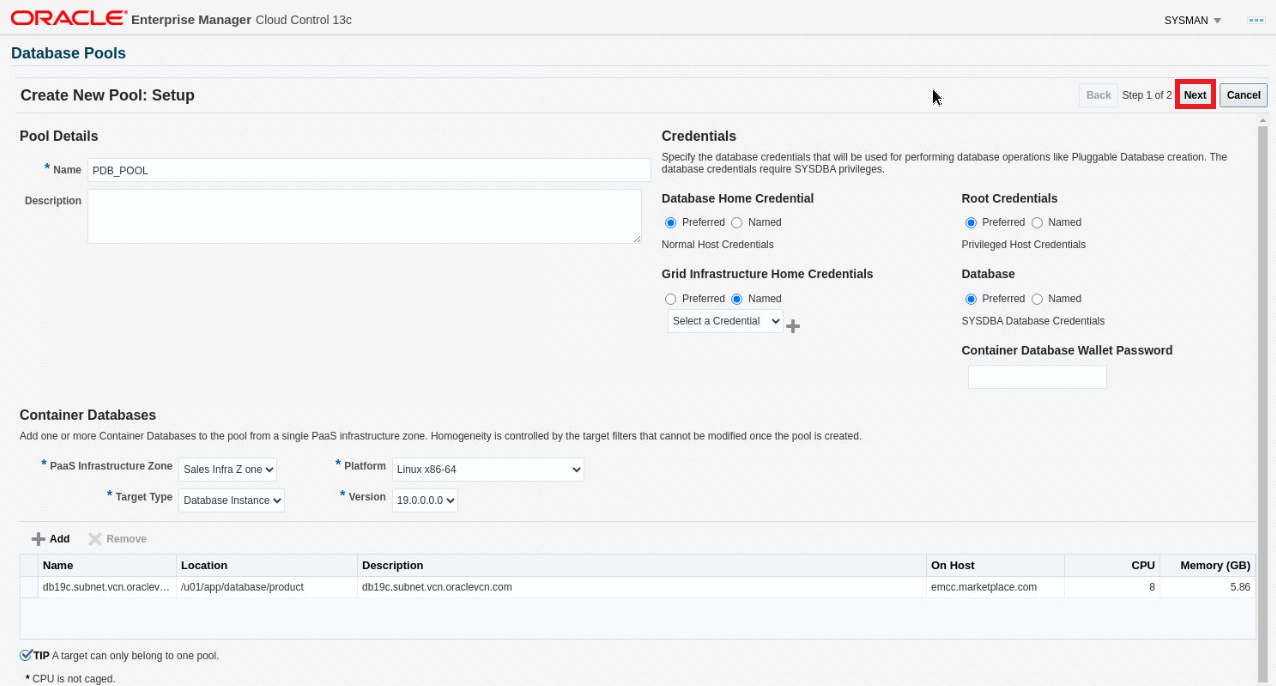 ORACLE® Enterprise Manager Cloud Control 13c
SYSMAN
Database Pools
Create New Pool: Setup
Back Step 1 of 2 Next Cancel
Pool Details
* Name PDB_POOL
Description
Credentials
Specify the database credentials that will be used for performing database operations like Pluggable Database creation. The
database credentials require SYSDBA privileges.
Database Home Credential
Preferred Named
Normal Host Credentials
Root Credentials
Preferred Named
Privileged Host Credentials
Grid Infrastructure Home Credentials
Preferred Named
Select a Credential
Database
Preferred Named
SYSDBA Database Credentials
Container Database Wallet Password
Container Databases
Add one or more Container Databases to the pool from a single PaaS infrastructure zone. Homogeneity is controlled by the target filters that cannot be modified once the pool is created.
* PaaS Infrastructure Zone Sales Infra Z one * Platform Linux x86-64
* Target Type Database Instance * Version 19.0.0.0.0
Add Remove
Name Location Description On Host CPU Memory (GB)
db19c.subnet.vcn.oraclev... /u01/app/database/product db19c.subnet.vcn.oraclevcn.com emcc.marketplace.com 8 5.86
TIP A target can only belong to one pool.
* CPU is not caged.